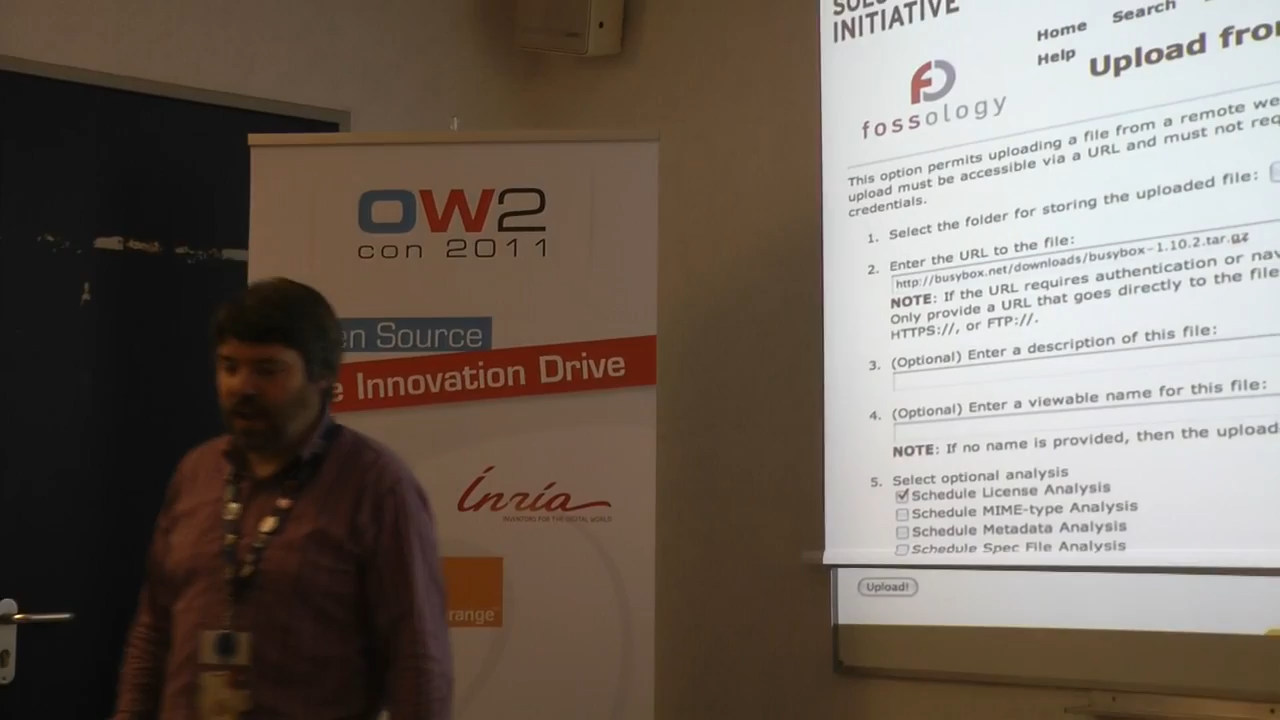 OW2
con 2011
en Source
e Innovation Drive
Inria
INVENTORS FOR THE DIGITAL WORLD
range
INITIATIVE
Home Search
Help
Upload fro
fossology
This option permits uploading a file from a remote we
upload must be accessible via a URL and must not req
credentials.
1. Select the folder for storing the uploaded file:
2. Enter the URL to the file:
http://busybox.net/downloads/busybox-1.10.2.tar.gz
NOTE: If the URL requires authentication or nav
Only provide a URL that goes directly to the file
HTTPS://, or FTP://.
3. (Optional) Enter a description of this file:
4. (Optional) Enter a viewable name for this file:
NOTE: If no name is provided, then the upload
5. Select optional analysis
Schedule License Analysis
Schedule MIME-type Analysis
Schedule Metadata Analysis
Schedule Spec File Analysis
Upload!